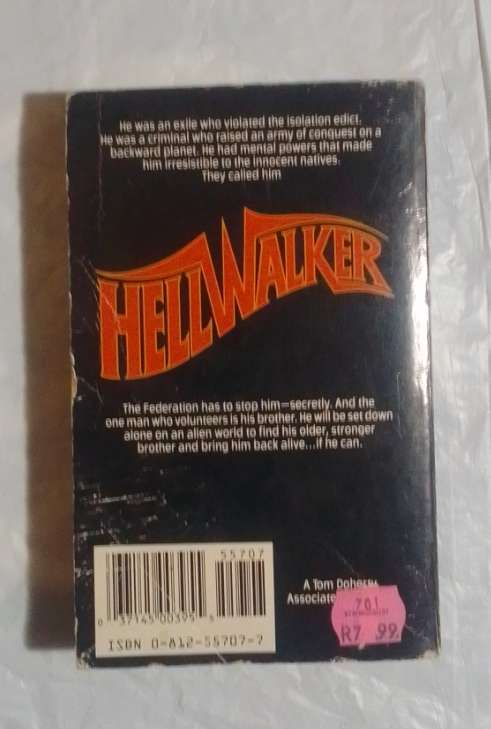 He was an exile who violated the isolation edict.
He was a criminal who raised an army of conquest on a
backward planet. He had mental powers that made
him irresistible to the innocent natives.
They called him
HELLWALKER
The Federation has to stop him—secretly. And the
one man who volunteers is his brother. He will be set down
alone on an alien world to find his older, stronger
brother and bring him back alive...if he can.
55707
0 37145 00395 5
ISBN 0-812-55707-7
A Tom Doherty
Associates
701
R7 99